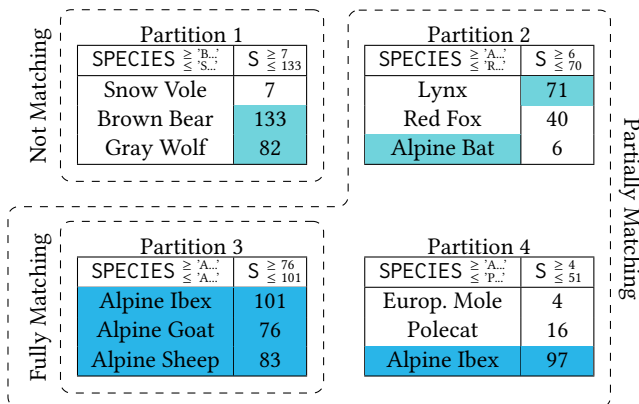 Partition 1
SPECIES ≥ 'B...' ≤ 'S...' S ≥ 7 ≤ 133
Snow Vole 7
Brown Bear 133
Gray Wolf 82
Not Matching
Partition 2
SPECIES ≥ 'A...' ≤ 'R...' S ≥ 6 ≤ 70
Lynx 71
Red Fox 40
Alpine Bat 6
Partially Matching
Partition 3
SPECIES ≥ 'A...' ≤ 'A...' S ≥ 76 ≤ 101
Alpine Ibex 101
Alpine Goat 76
Alpine Sheep 83
Fully Matching
Partition 4
SPECIES ≥ 'A...' ≤ 'P...' S ≥ 4 ≤ 51
Europ. Mole 4
Polecat 16
Alpine Ibex 97